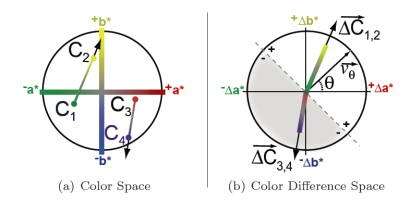 +b*
C2
-a*
+a*
C1
C3
C4
-b*
(a) Color Space
+Δb*
ΔC1,2
- +
vθ
θ
-Δa*
+Δa*
- +
ΔC3,4
-Δb*
(b) Color Difference Space